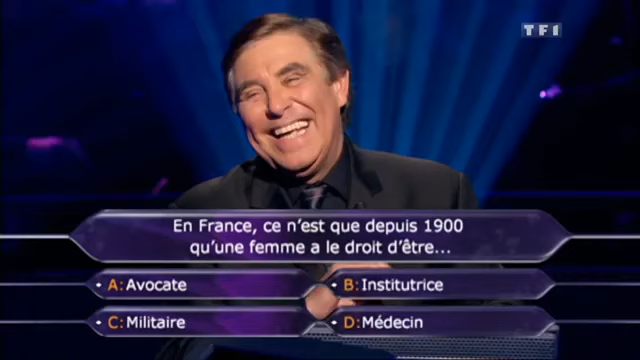 TF1
En France, ce n'est que depuis 1900
qu'une femme a le droit d'être...
A: Avocate
B: Institutrice
C: Militaire
D: Médecin